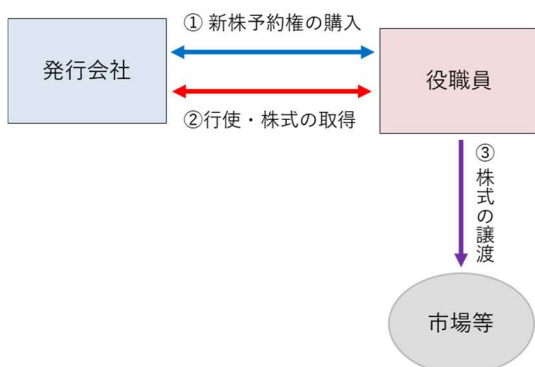 ① 新株予約権の購入
発行会社
役職員
②行使・株式の取得
③株式の譲渡
市場等